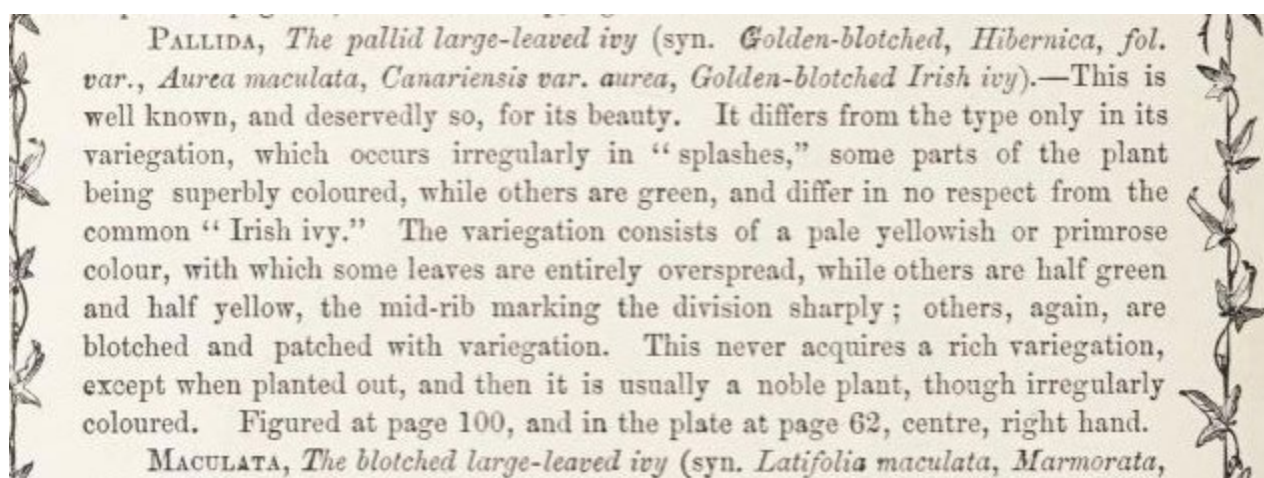 PALLIDA, The pallid large-leaved ivy (syn. Golden-blotched, Hibernica, fol.
var., Aurea maculata, Canariensis var. aurea, Golden-blotched Irish ivy).—This is
well known, and deservedly so, for its beauty. It differs from the type only in its
variegation, which occurs irregularly in “ splashes,” some parts of the plant
being superbly coloured, while others are green, and differ in no respect from the
common “ Irish ivy.” The variegation consists of a pale yellowish or primrose
colour, with which some leaves are entirely overspread, while others are half green
and half yellow, the mid-rib marking the division sharply ; others, again, are
blotched and patched with variegation. This never acquires a rich variegation,
except when planted out, and then it is usually a noble plant, though irregularly
coloured. Figured at page 100, and in the plate at page 62, centre, right hand.
MACULATA, The blotched large-leaved ivy (syn. Latifolia maculata, Marmorata,